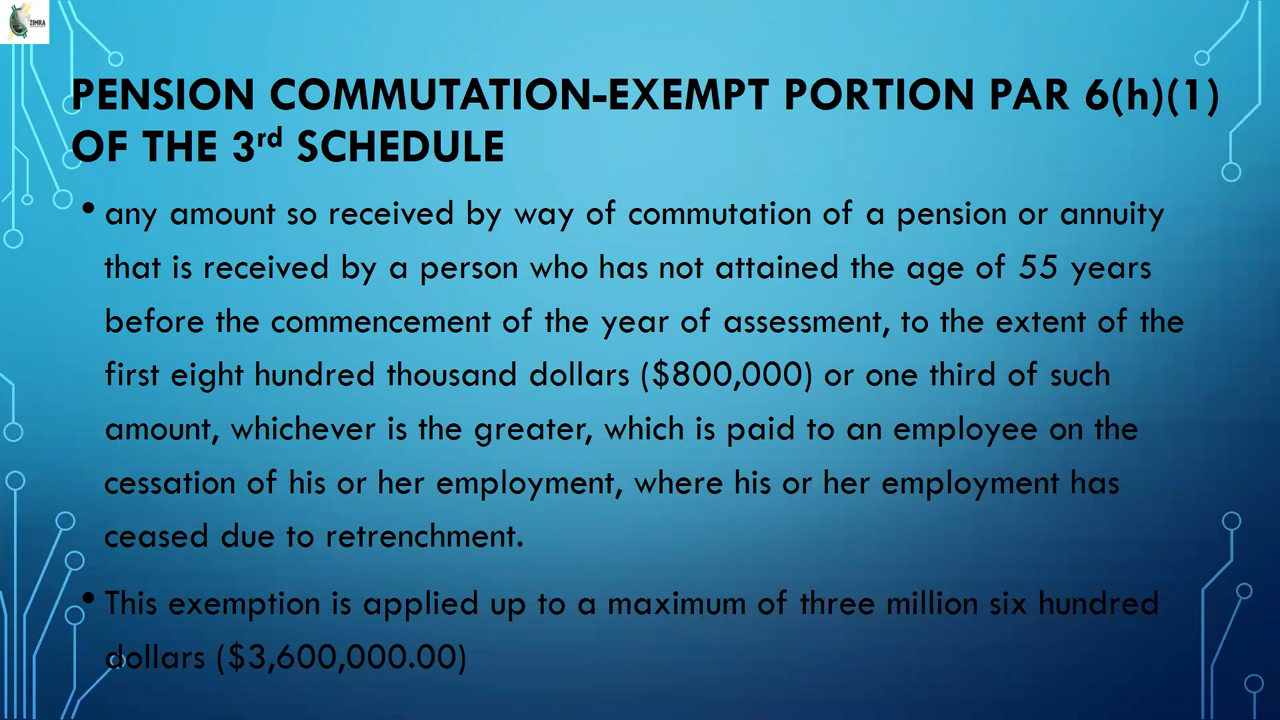 ZIMRA
PENSION COMMUTATION-EXEMPT PORTION PAR 6(h)(1)
OF THE 3rd SCHEDULE
• any amount so received by way of commutation of a pension or annuity
that is received by a person who has not attained the age of 55 years
before the commencement of the year of assessment, to the extent of the
first eight hundred thousand dollars ($800,000) or one third of such
amount, whichever is the greater, which is paid to an employee on the
cessation of his or her employment, where his or her employment has
ceased due to retrenchment.
• This exemption is applied up to a maximum of three million six hundred
dollars ($3,600,000.00)